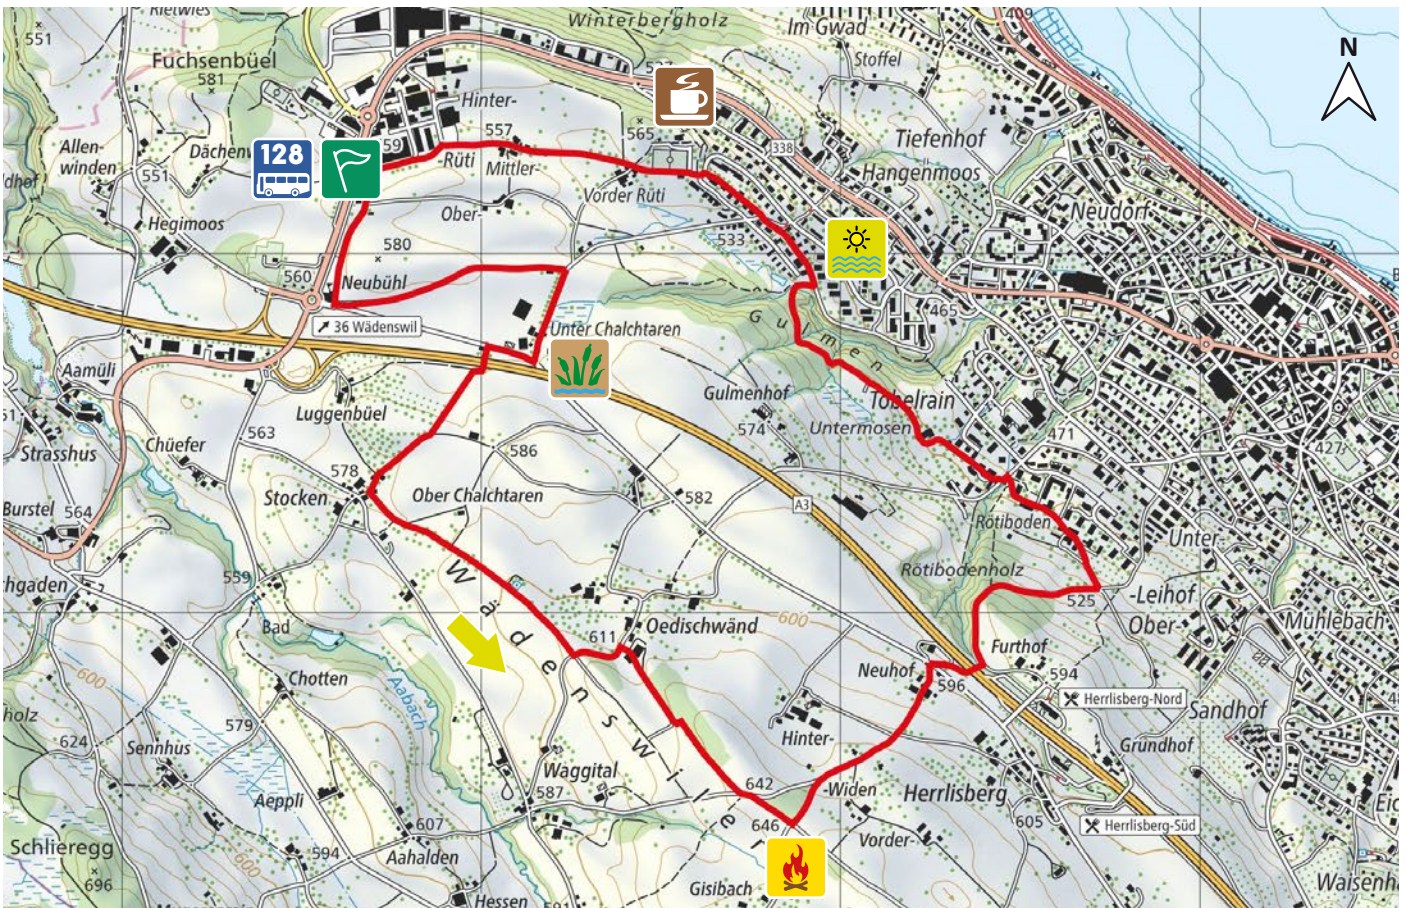 551
Rietwies
Fuchsenbüel
581
Winterbergholz
Im Gwad
409
Stoffel
N
Allen-
winden
551
Hinter-
557
565
Tiefenhof
Hangenmoos
338
128
-Rüti
Mittler-
Vorder Rüti
Ober-
Hegimoos
580
533
Neudorf
560
Neubühl
36 Wädenswil
Unter Chalchtaren
465
Gulmen
Aamüli
Luggenbüel
Gulmenhof
574
Tobelrain
Untermosen
471
427
Strasshus
Chüefer
563
586
578
Stocken
Ober Chalchtaren
582
A3
Burstel
564
Rötiboden
Unter-
559
Rötibodenholz
525
-Leihof
Ober-
Mühlebach
Bad
Wädenswiler
611
Oedischwänd
600
Furthof
Neuhof
596
594
Herrlisberg-Nord
600
Chotten
Aabach
579
624
Sennhus
Hinter-
Sandhof
Grundhof
Waggital
587
642
-Widen
Herrlisberg
Aeppli
607
646
605
Herrlisberg-Süd
Vorder-
Schlieregg
594
600
Aahalden
696
Gisibach
Hessen